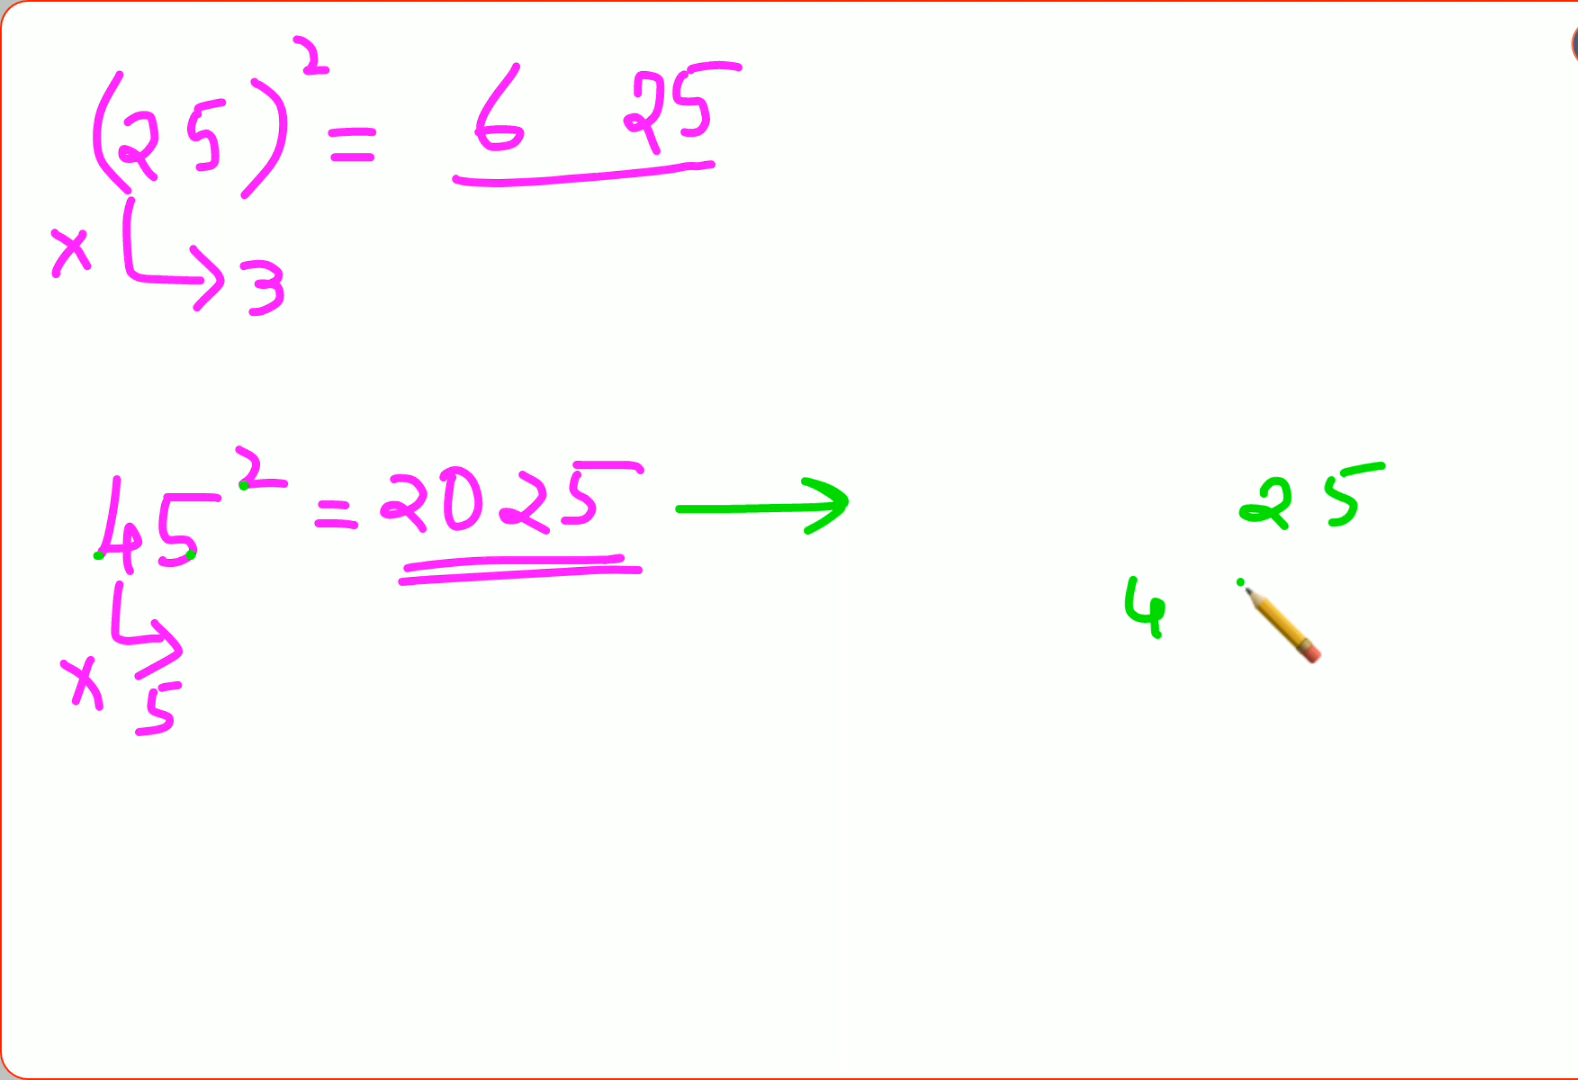 (25)² = 6 25
x → 3
45² = 2025 → 25
4
x 5